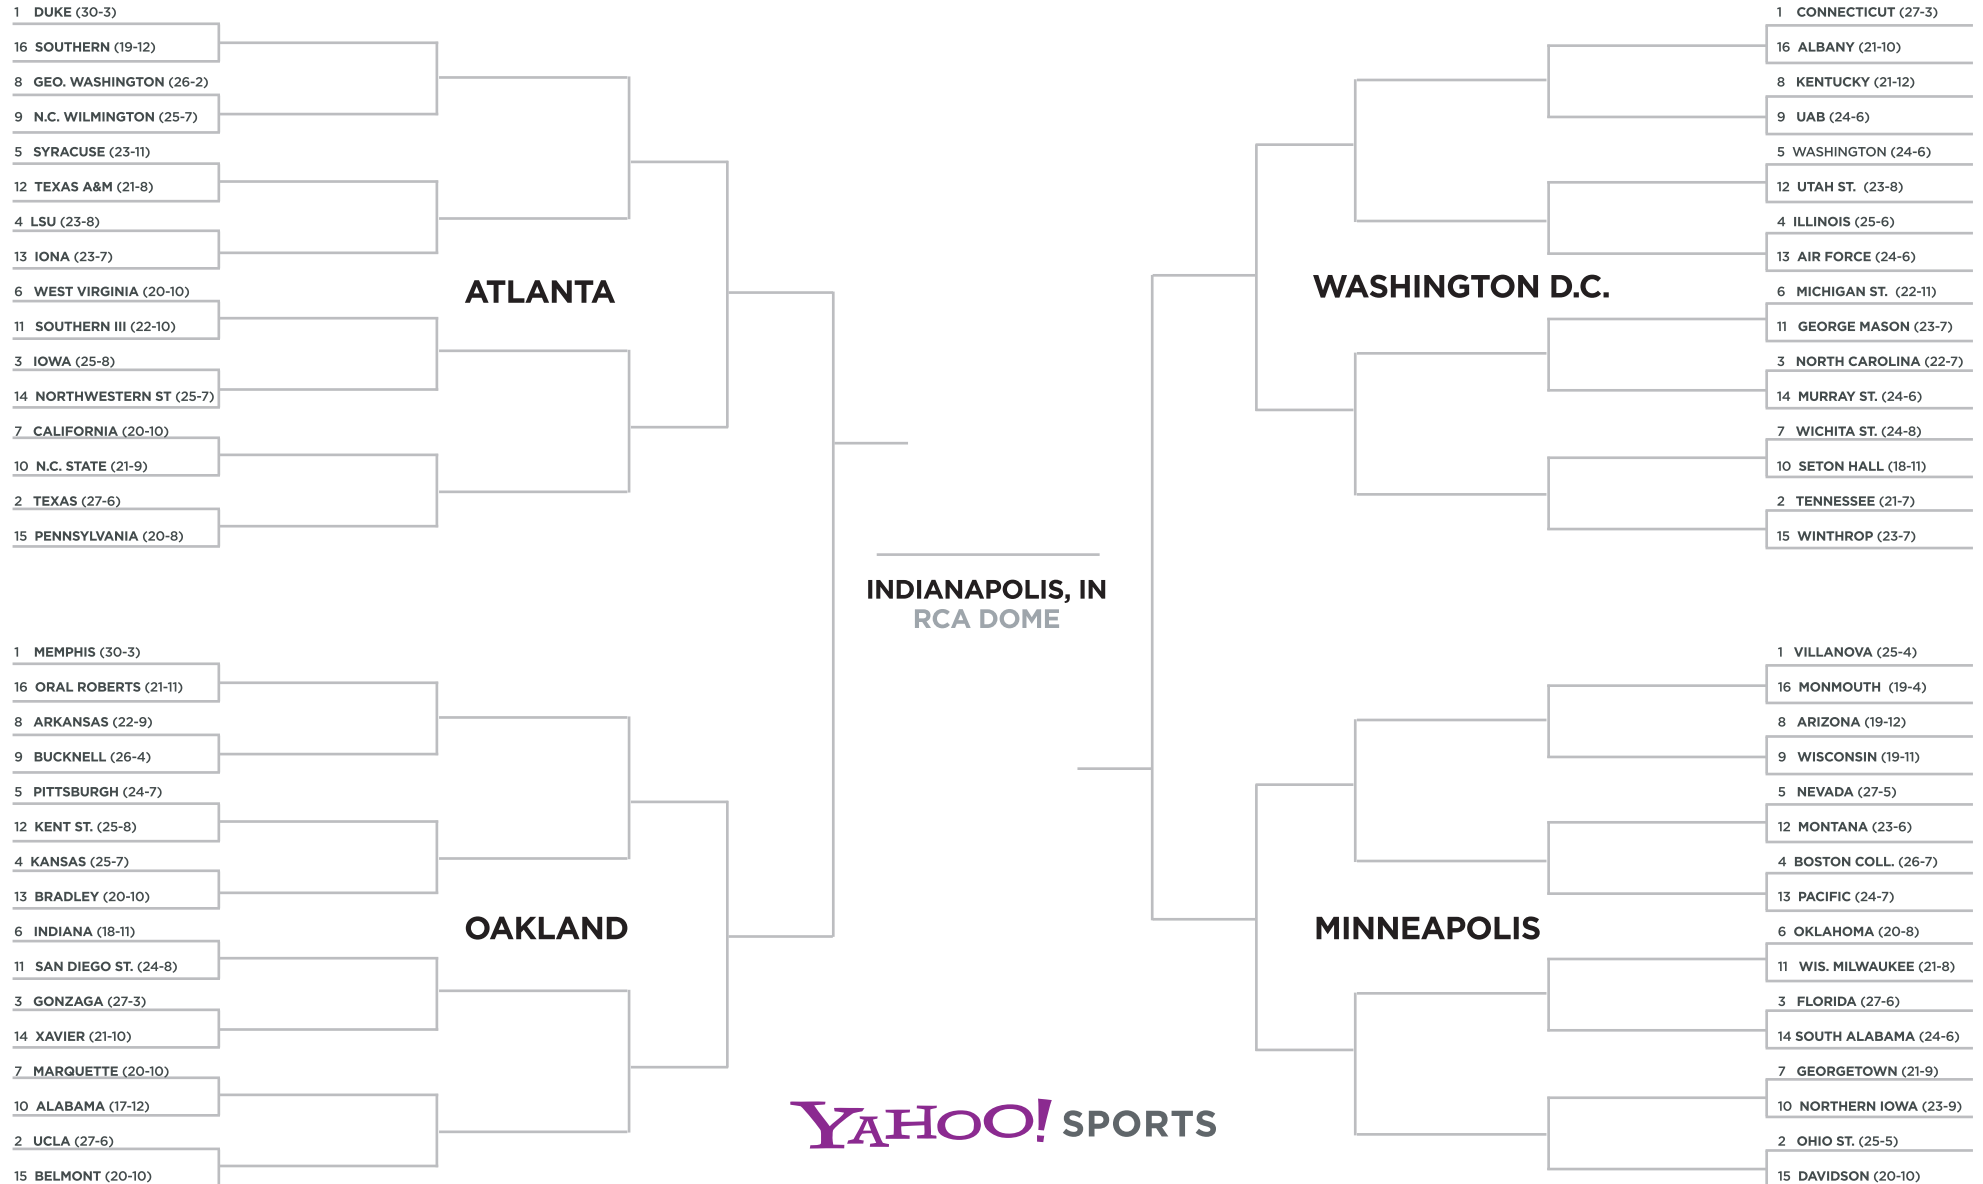 1 DUKE (30-3)
16 SOUTHERN (19-12)
8 GEO. WASHINGTON (26-2)
9 N.C. WILMINGTON (25-7)
5 SYRACUSE (23-11)
12 TEXAS A&M (21-8)
4 LSU (23-8)
13 IONA (23-7)
6 WEST VIRGINIA (20-10)
11 SOUTHERN III (22-10)
3 IOWA (25-8)
14 NORTHWESTERN ST (25-7)
7 CALIFORNIA (20-10)
10 N.C. STATE (21-9)
2 TEXAS (27-6)
15 PENNSYLVANIA (20-8)
ATLANTA
1 MEMPHIS (30-3)
16 ORAL ROBERTS (21-11)
8 ARKANSAS (22-9)
9 BUCKNELL (26-4)
5 PITTSBURGH (24-7)
12 KENT ST. (25-8)
4 KANSAS (25-7)
13 BRADLEY (20-10)
6 INDIANA (18-11)
11 SAN DIEGO ST. (24-8)
3 GONZAGA (27-3)
14 XAVIER (21-10)
7 MARQUETTE (20-10)
10 ALABAMA (17-12)
2 UCLA (27-6)
15 BELMONT (20-10)
OAKLAND
INDIANAPOLIS, IN
RCA DOME
YAHOO! SPORTS
1 CONNECTICUT (27-3)
16 ALBANY (21-10)
8 KENTUCKY (21-12)
9 UAB (24-6)
5 WASHINGTON (24-6)
12 UTAH ST. (23-8)
4 ILLINOIS (25-6)
13 AIR FORCE (24-6)
6 MICHIGAN ST. (22-11)
11 GEORGE MASON (23-7)
3 NORTH CAROLINA (22-7)
14 MURRAY ST. (24-6)
7 WICHITA ST. (24-8)
10 SETON HALL (18-11)
2 TENNESSEE (21-7)
15 WINTHROP (23-7)
WASHINGTON D.C.
1 VILLANOVA (25-4)
16 MONMOUTH (19-4)
8 ARIZONA (19-12)
9 WISCONSIN (19-11)
5 NEVADA (27-5)
12 MONTANA (23-6)
4 BOSTON COLL. (26-7)
13 PACIFIC (24-7)
6 OKLAHOMA (20-8)
11 WIS. MILWAUKEE (21-8)
3 FLORIDA (27-6)
14 SOUTH ALABAMA (24-6)
7 GEORGETOWN (21-9)
10 NORTHERN IOWA (23-9)
2 OHIO ST. (25-5)
15 DAVIDSON (20-10)
MINNEAPOLIS